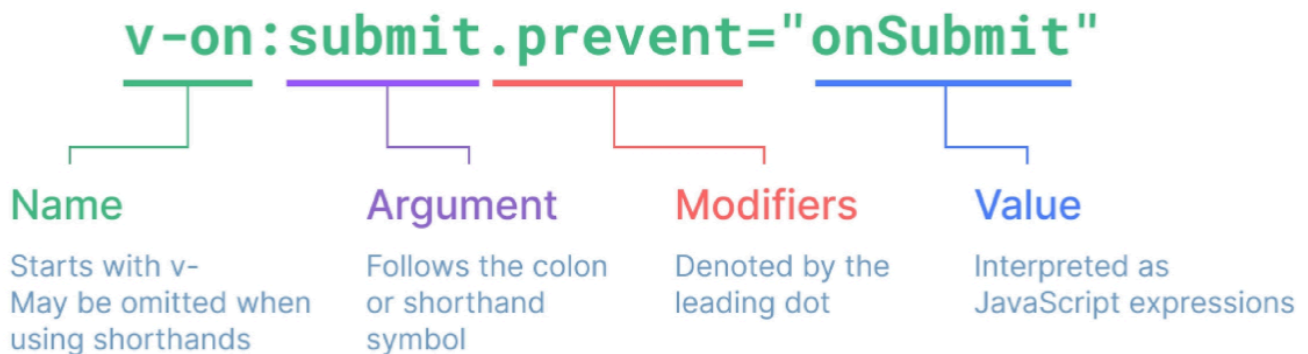 v-on:submit.prevent="onSubmit"
Name
Starts with v-
May be omitted when
using shorthands
Argument
Follows the colon
or shorthand
symbol
Modifiers
Denoted by the
leading dot
Value
Interpreted as
JavaScript expressions